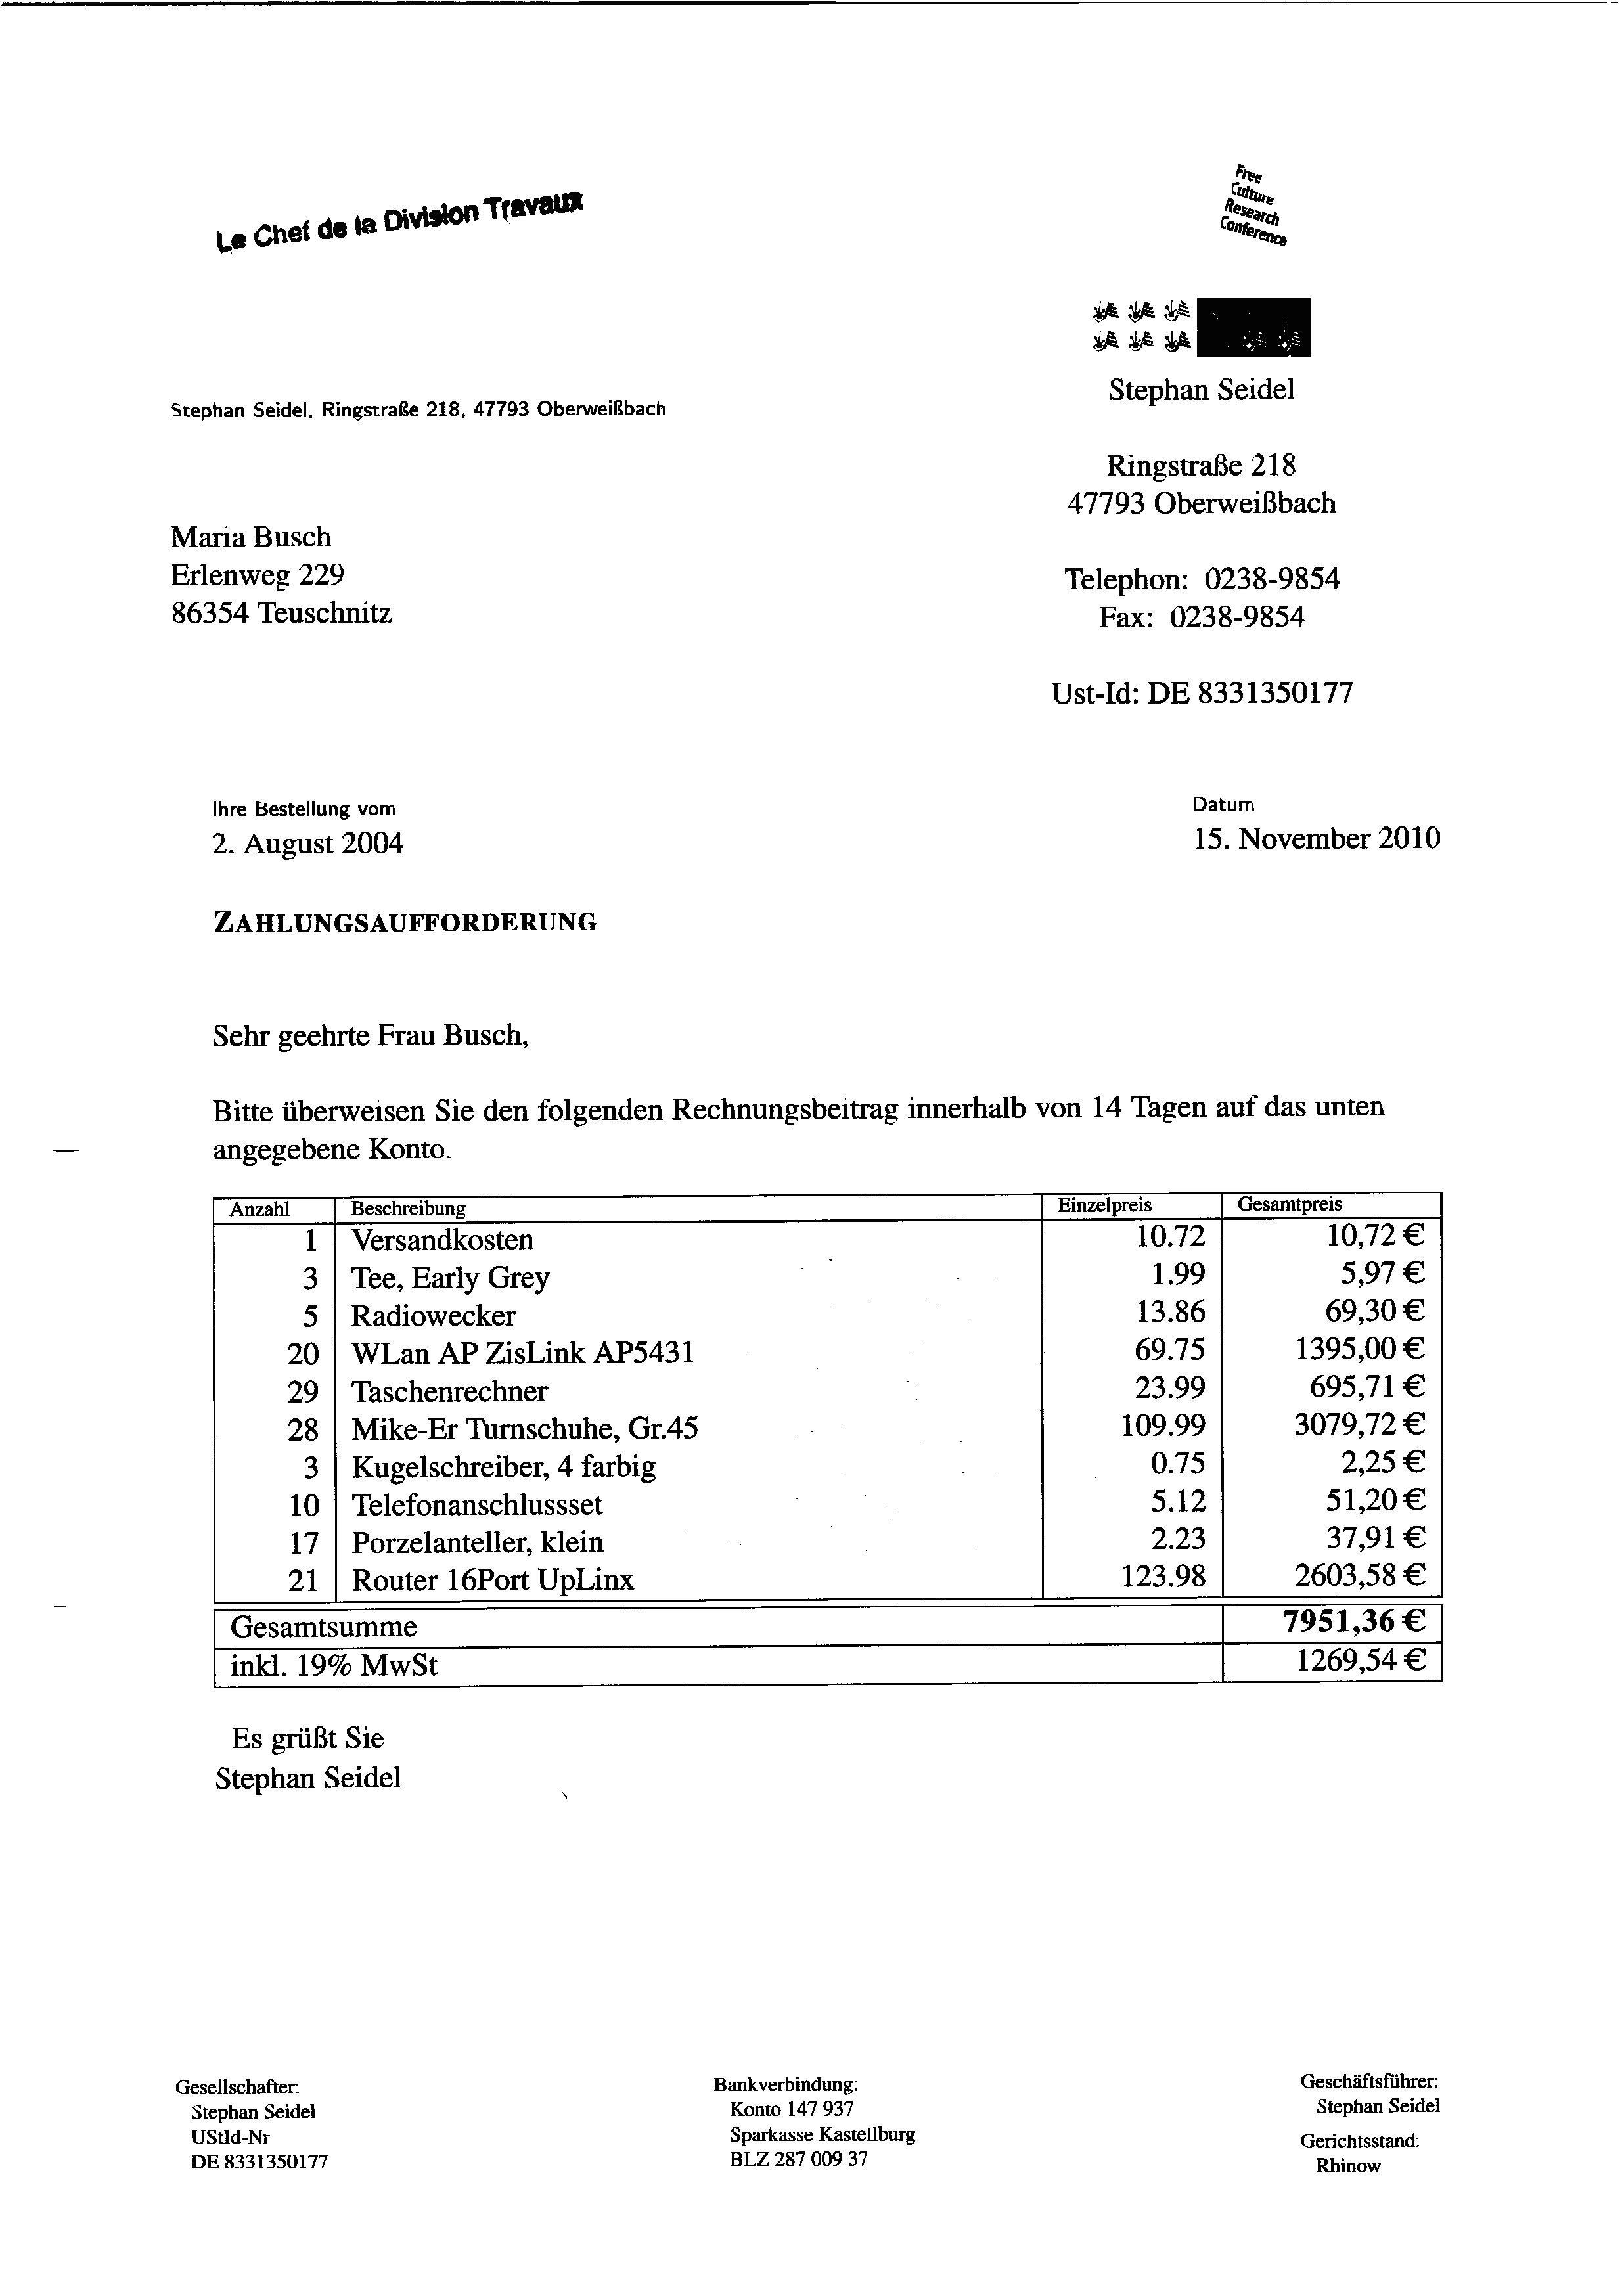 Le Chef de la Division Travaux
Free
Culture
Research
Conference
Stephan Seidel
Stephan Seidel, Ringstraße 218, 47793 Oberweißbach
Ringstraße 218
47793 Oberweißbach
Maria Busch
Erlenweg 229
86354 Teuschnitz
Telephon: 0238-9854
Fax: 0238-9854
Ust-Id: DE 8331350177
Ihre Bestellung vom
2. August 2004
Datum
15. November 2010
ZAHLUNGSAUFFORDERUNG
Sehr geehrte Frau Busch,
Bitte überweisen Sie den folgenden Rechnungsbeitrag innerhalb von 14 Tagen auf das unten
angegebene Konto.
Anzahl Beschreibung Einzelpreis Gesamtpreis
1 Versandkosten 10.72 10,72 €
3 Tee, Early Grey 1.99 5,97 €
5 Radiowecker 13.86 69,30 €
20 WLan AP ZisLink AP5431 69.75 1395,00 €
29 Taschenrechner 23.99 695,71 €
28 Mike-Er Turnschuhe, Gr.45 109.99 3079,72 €
3 Kugelschreiber, 4 farbig 0.75 2,25 €
10 Telefonanschlussset 5.12 51,20 €
17 Porzelanteller, klein 2.23 37,91 €
21 Router 16Port UpLinx 123.98 2603,58 €
Gesamtsumme 7951,36 €
inkl. 19% MwSt 1269,54 €
Es grüßt Sie
Stephan Seidel
Gesellschafter:
Stephan Seidel
UStId-Nr
DE 8331350177
Bankverbindung:
Konto 147 937
Sparkasse Kastellburg
BLZ 287 009 37
Geschäftsführer:
Stephan Seidel
Gerichtsstand:
Rhinow